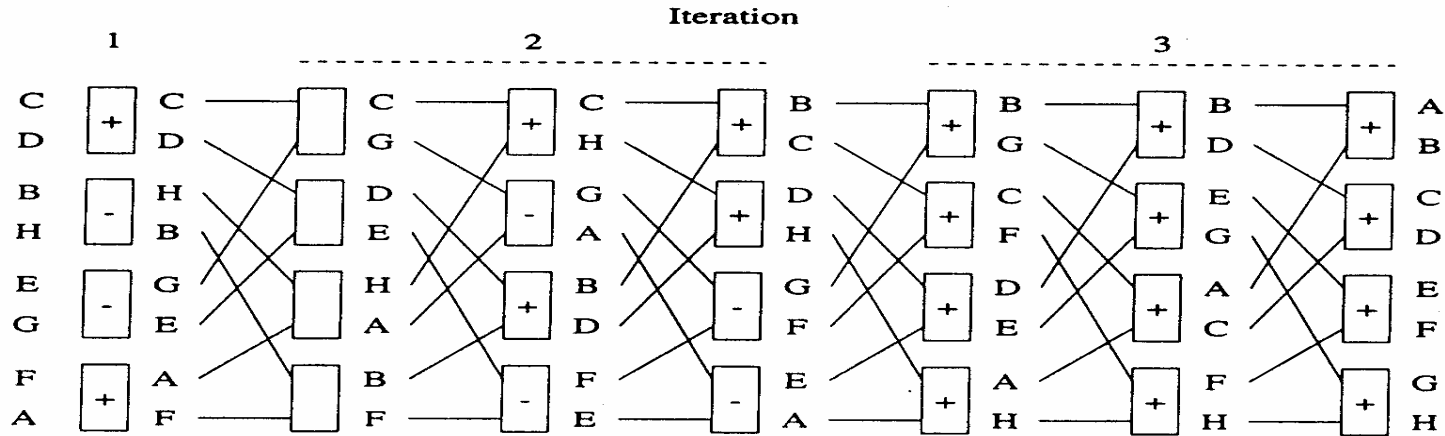 Iteration
1 2 3
C C C C B B B A
+ + + + + +
D D G H C G D B
B H D G D C E C
- - + + + +
H B E A H F G D
E G H B G D A E
- + - + + +
G E A D F E C F
F A B F E A F G
+ - - + + +
A F F E A H H H